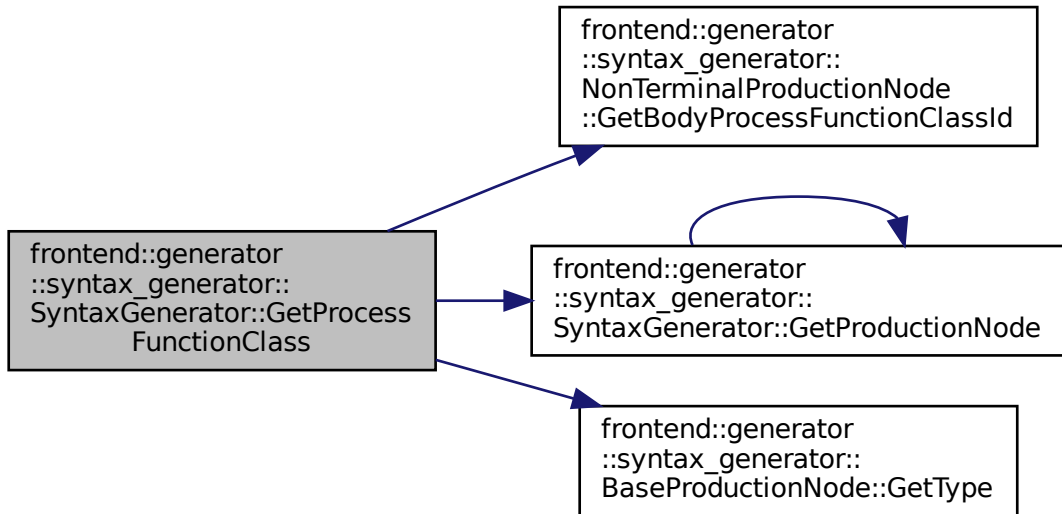 frontend::generator
::syntax_generator::
NonTerminalProductionNode
::GetBodyProcessFunctionClassId
frontend::generator
::syntax_generator::
SyntaxGenerator::GetProcess
FunctionClass
frontend::generator
::syntax_generator::
SyntaxGenerator::GetProductionNode
frontend::generator
::syntax_generator::
BaseProductionNode::GetType